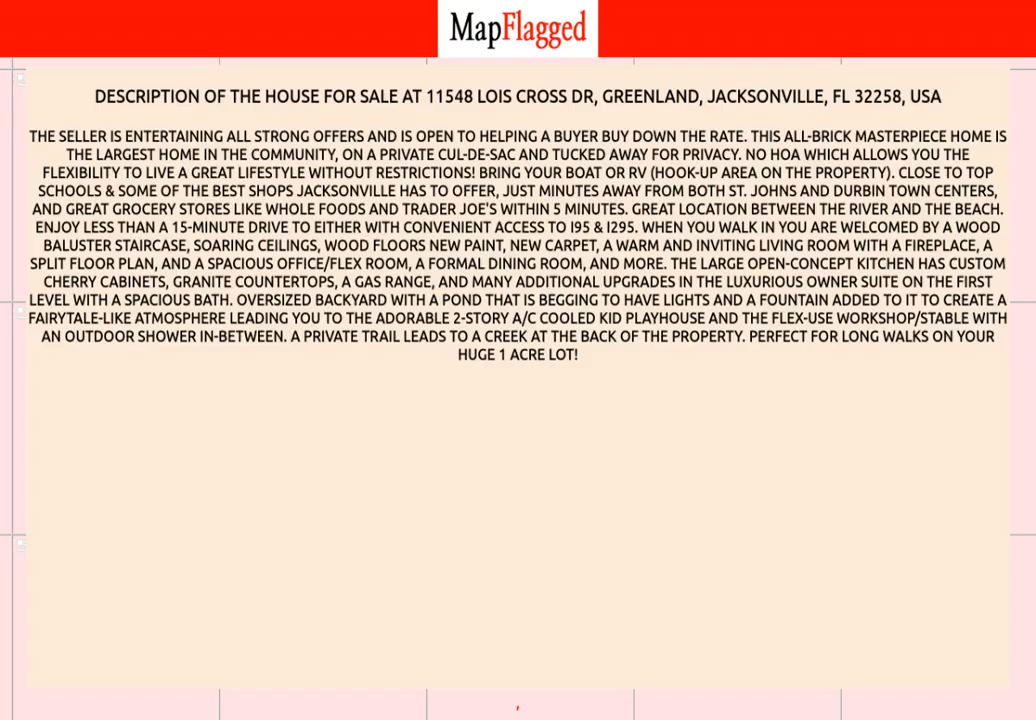 MapFlagged
DESCRIPTION OF THE HOUSE FOR SALE AT 11548 LOIS CROSS DR, GREENLAND, JACKSONVILLE, FL 32258, USA
THE SELLER IS ENTERTAINING ALL STRONG OFFERS AND IS OPEN TO HELPING A BUYER BUY DOWN THE RATE. THIS ALL-BRICK MASTERPIECE HOME IS
THE LARGEST HOME IN THE COMMUNITY, ON A PRIVATE CUL-DE-SAC AND TUCKED AWAY FOR PRIVACY. NO HOA WHICH ALLOWS YOU THE
FLEXIBILITY TO LIVE A GREAT LIFESTYLE WITHOUT RESTRICTIONS! BRING YOUR BOAT OR RV (HOOK-UP AREA ON THE PROPERTY). CLOSE TO TOP
SCHOOLS & SOME OF THE BEST SHOPS JACKSONVILLE HAS TO OFFER, JUST MINUTES AWAY FROM BOTH ST. JOHNS AND DURBIN TOWN CENTERS,
AND GREAT GROCERY STORES LIKE WHOLE FOODS AND TRADER JOE'S WITHIN 5 MINUTES. GREAT LOCATION BETWEEN THE RIVER AND THE BEACH.
ENJOY LESS THAN A 15-MINUTE DRIVE TO EITHER WITH CONVENIENT ACCESS TO I95 & I295. WHEN YOU WALK IN YOU ARE WELCOMED BY A WOOD
BALUSTER STAIRCASE, SOARING CEILINGS, WOOD FLOORS NEW PAINT, NEW CARPET, A WARM AND INVITING LIVING ROOM WITH A FIREPLACE, A
SPLIT FLOOR PLAN, AND A SPACIOUS OFFICE/FLEX ROOM, A FORMAL DINING ROOM, AND MORE. THE LARGE OPEN-CONCEPT KITCHEN HAS CUSTOM
CHERRY CABINETS, GRANITE COUNTERTOPS, A GAS RANGE, AND MANY ADDITIONAL UPGRADES IN THE LUXURIOUS OWNER SUITE ON THE FIRST
LEVEL WITH A SPACIOUS BATH. OVERSIZED BACKYARD WITH A POND THAT IS BEGGING TO HAVE LIGHTS AND A FOUNTAIN ADDED TO IT TO CREATE A
FAIRYTALE-LIKE ATMOSPHERE LEADING YOU TO THE ADORABLE 2-STORY A/C COOLED KID PLAYHOUSE AND THE FLEX-USE WORKSHOP/STABLE WITH
AN OUTDOOR SHOWER IN-BETWEEN. A PRIVATE TRAIL LEADS TO A CREEK AT THE BACK OF THE PROPERTY. PERFECT FOR LONG WALKS ON YOUR
HUGE 1 ACRE LOT!
,